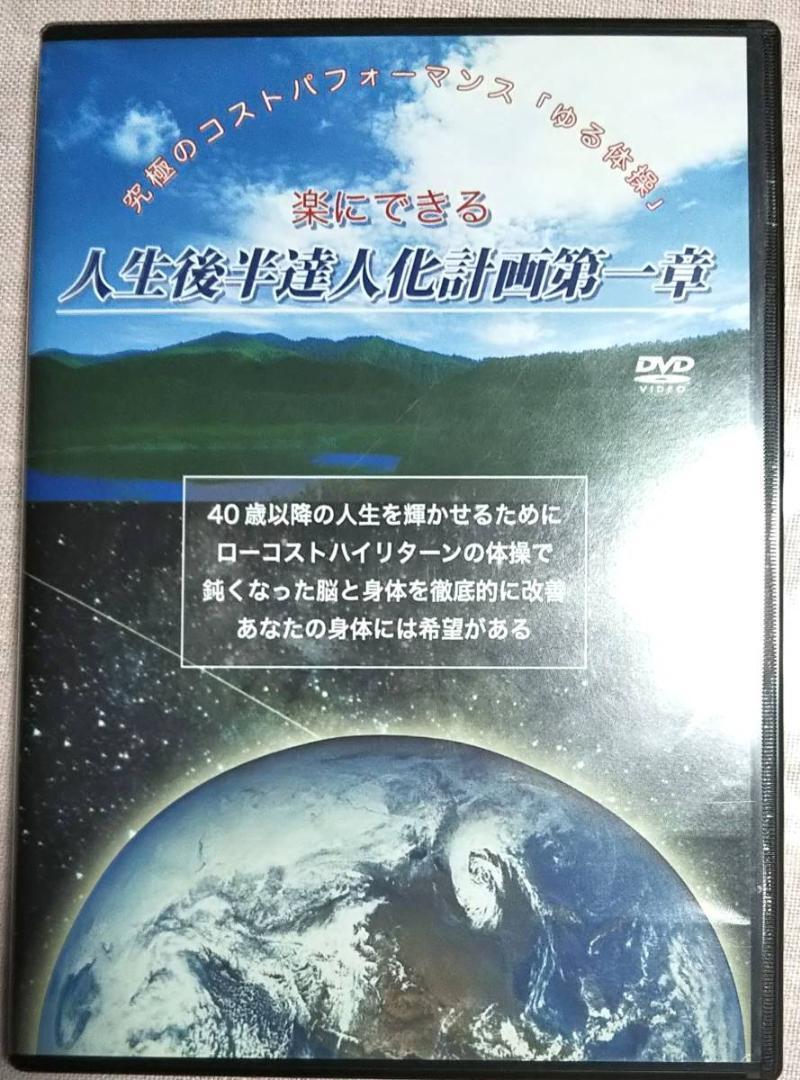 究極のコストパフォーマンス「ゆる体操」
楽にできる
人生後半達人化計画第一章
DVD
VIDEO
40歳以降の人生を輝かせるために
ローコストハイリターンの体操で
鈍くなった脳と身体を徹底的に改善
あなたの身体には希望がある